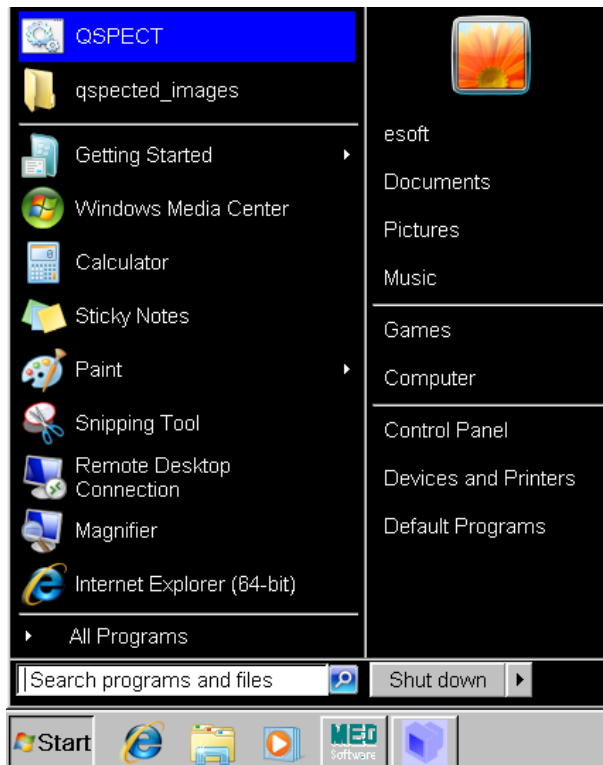 QSPECT
qspected_images
Getting Started
Windows Media Center
Calculator
Sticky Notes
Paint
Snipping Tool
Remote Desktop
Connection
Magnifier
Internet Explorer (64-bit)
All Programs
Search programs and files
esoft
Documents
Pictures
Music
Games
Computer
Control Panel
Devices and Printers
Default Programs
Shut down
Start
MED
Software